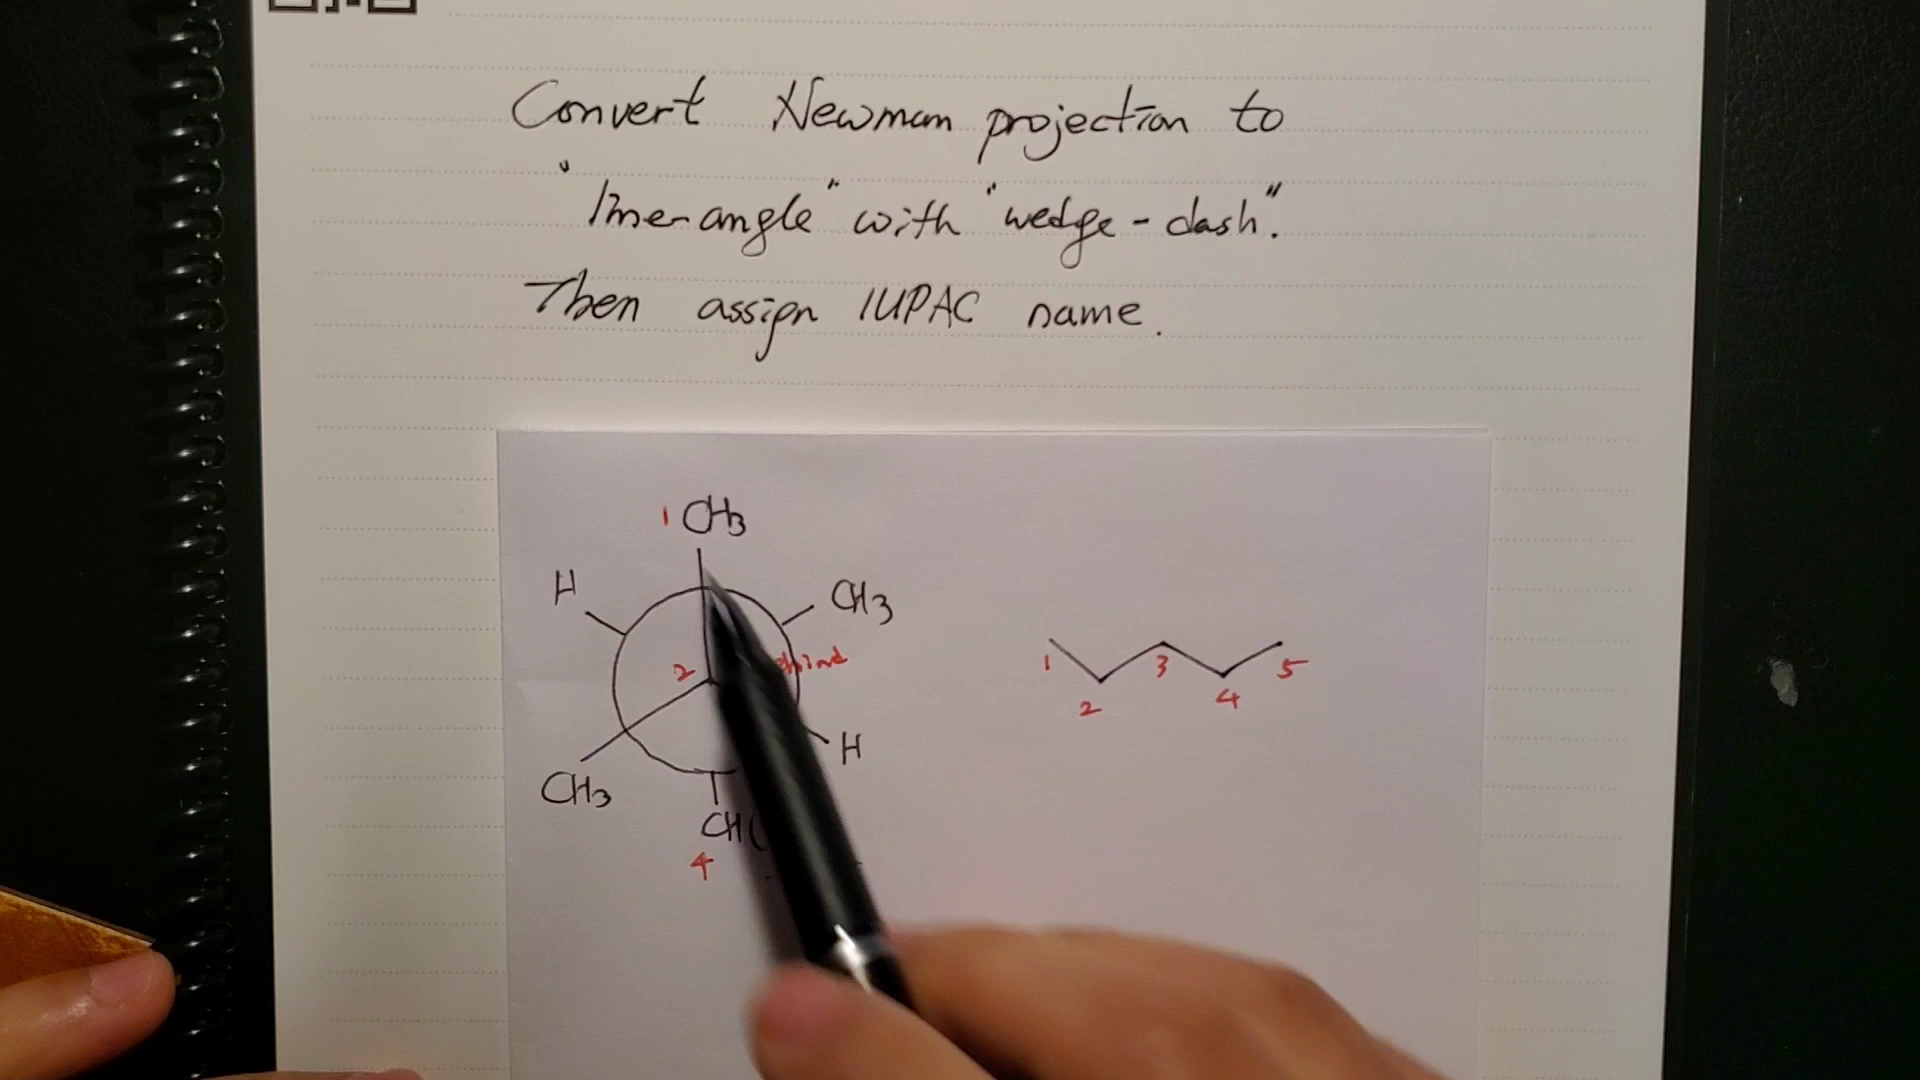 Convert Newman projection to
"line-angle" with "wedge-dash".
Then assign IUPAC name.
1 CH3
H
CH3
2
1
3
5
2
4
H
CH3
4